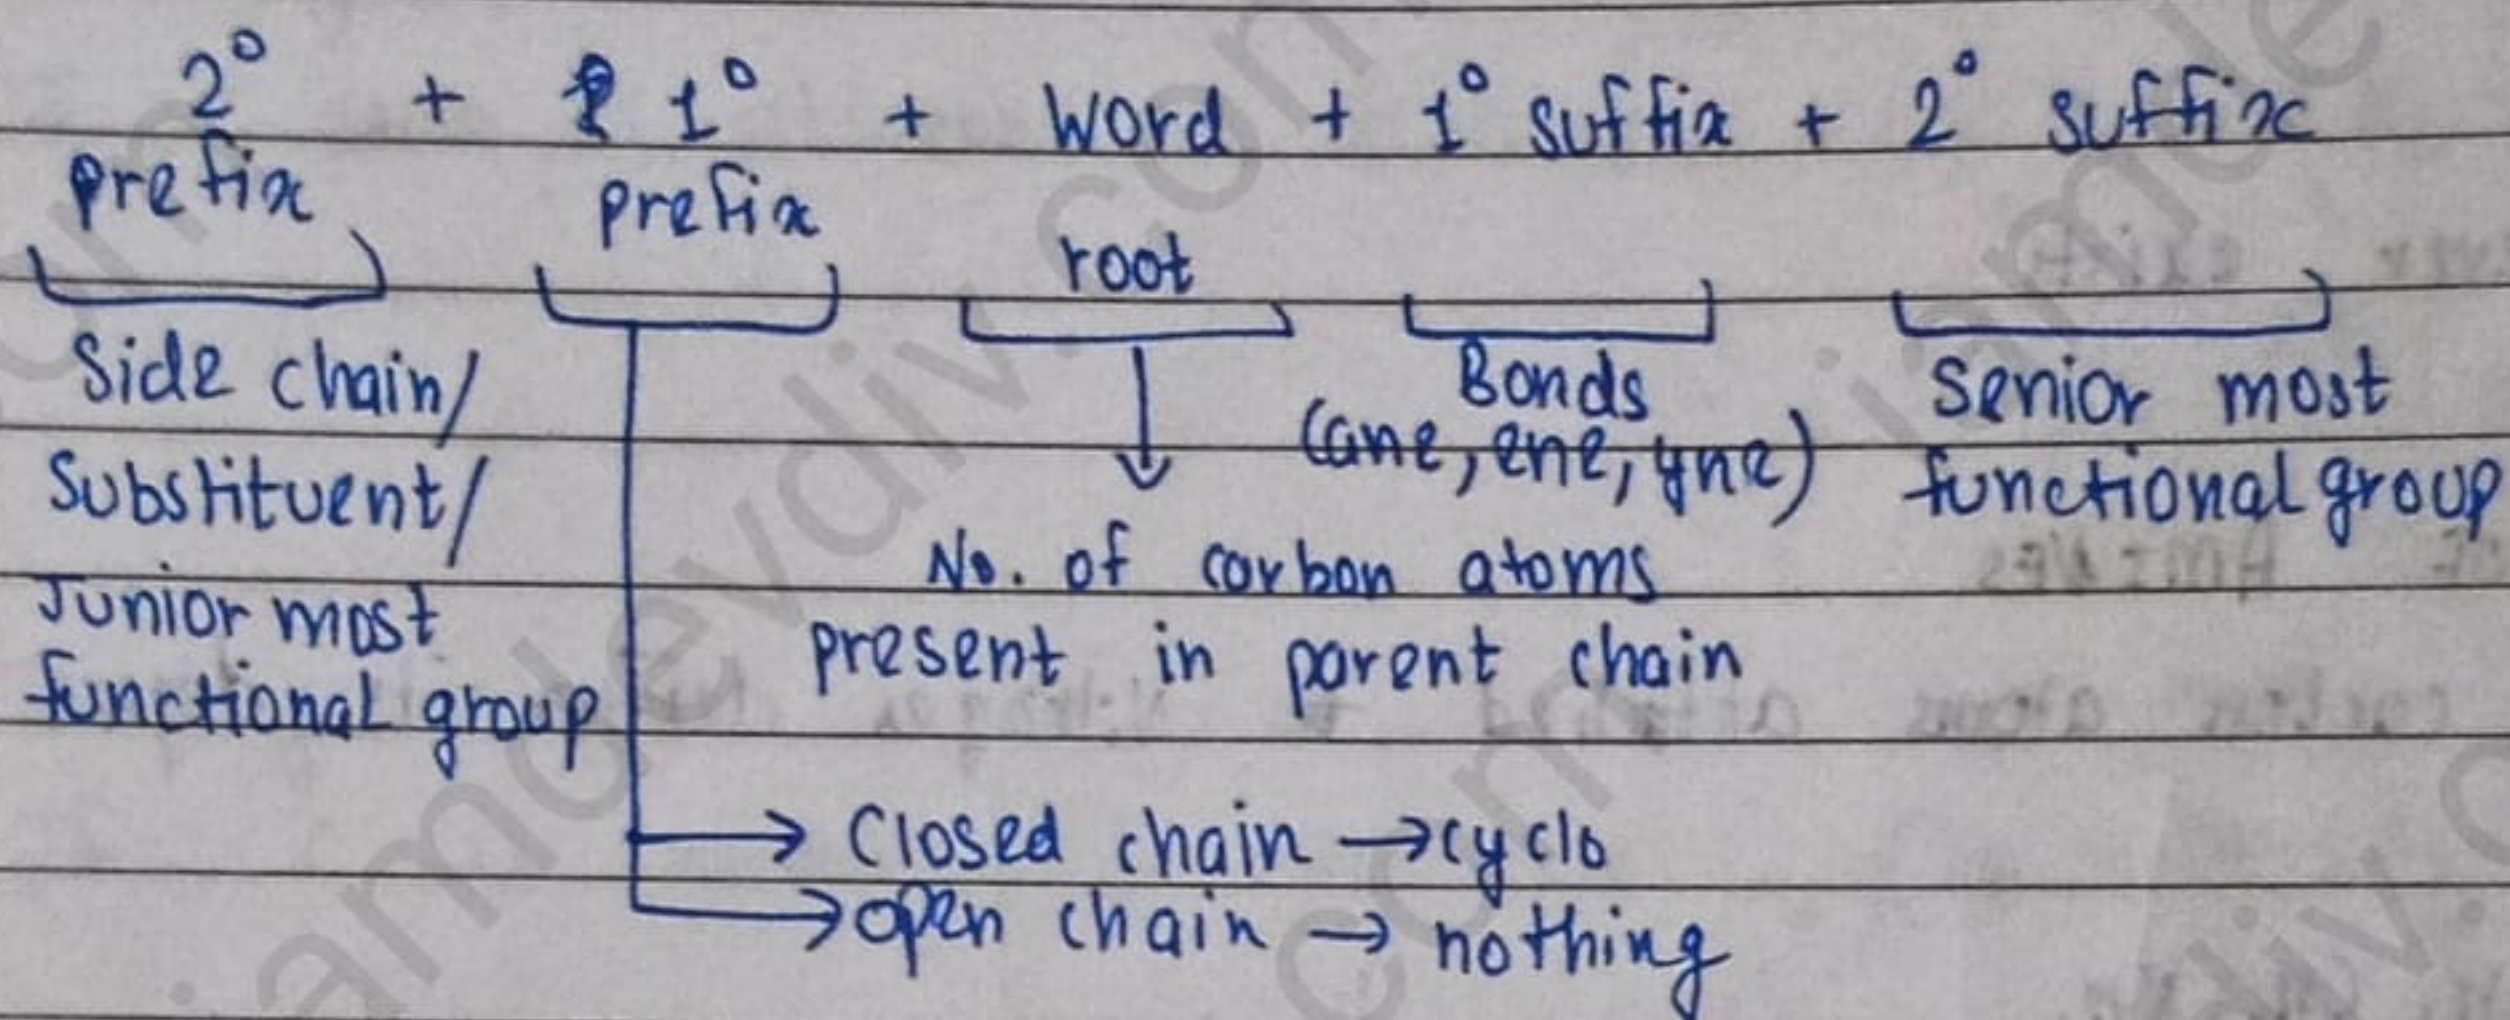 2° + 1° + Word + 1° suffix + 2° suffix
prefix prefix root
Side chain/
Substituent/
Junior most
functional group
No. of carbon atoms
present in parent chain
Bonds
(ane, ene, yne)
Senior most
functional group
Closed chain → cyclo
open chain → nothing
iamdevdiv.com